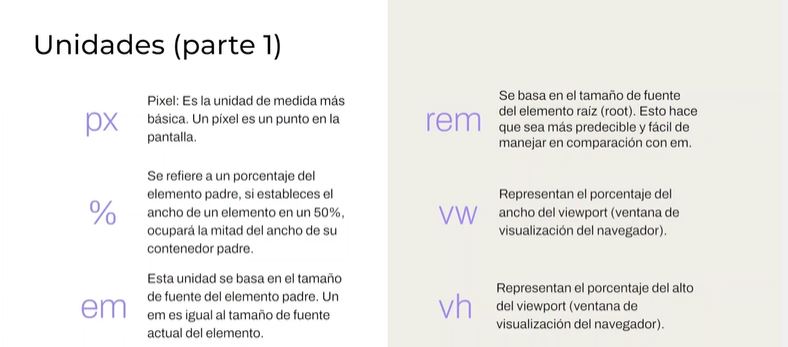 Unidades (parte 1)
px
Pixel: Es la unidad de medida más
básica. Un píxel es un punto en la
pantalla.
%
Se refiere a un porcentaje del
elemento padre, si estableces el
ancho de un elemento en un 50%,
ocupará la mitad del ancho de su
contenedor padre.
em
Esta unidad se basa en el tamaño
de fuente del elemento padre. Un
em es igual al tamaño de fuente
actual del elemento.
rem
Se basa en el tamaño de fuente
del elemento raíz (root). Esto hace
que sea más predecible y fácil de
manejar en comparación con em.
vw
Representan el porcentaje del
ancho del viewport (ventana de
visualización del navegador).
vh
Representan el porcentaje del alto
del viewport (ventana de
visualización del navegador).